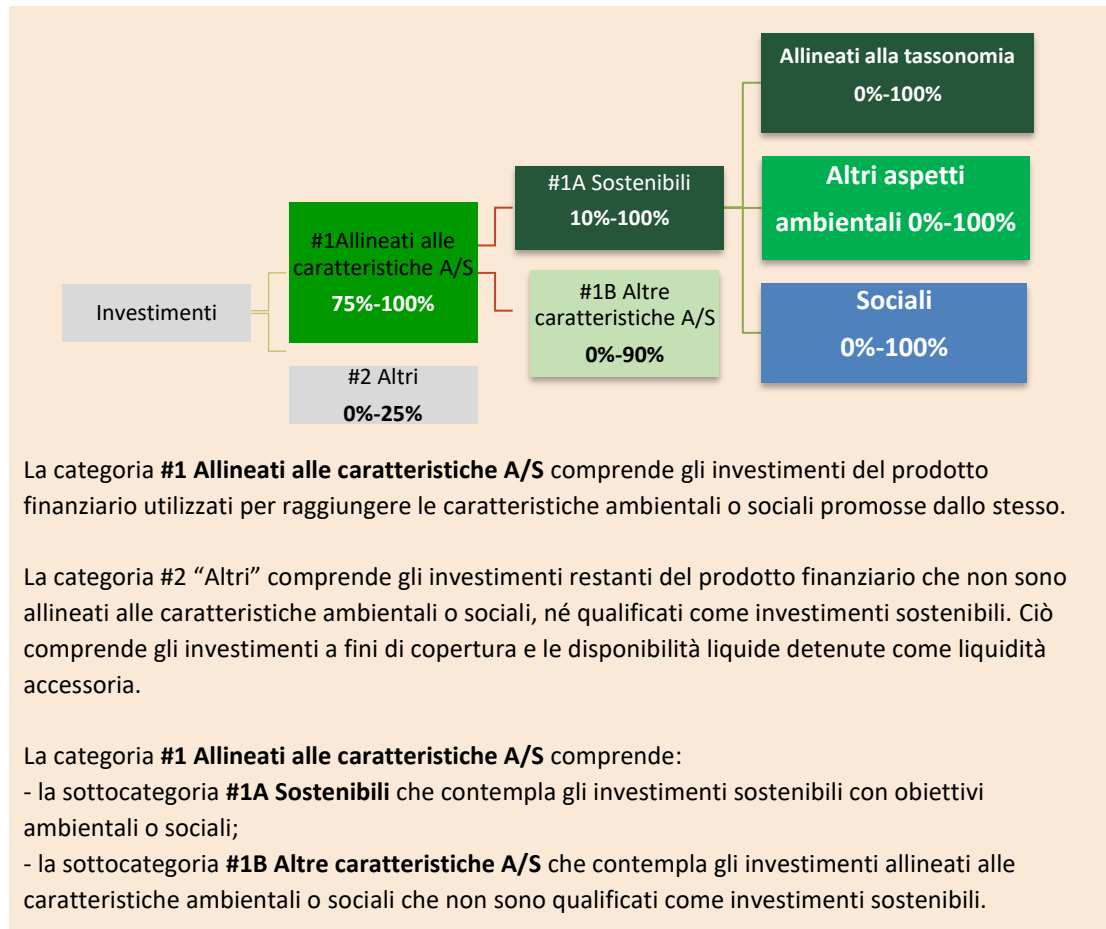 Allineati alla tassonomia
0%-100%
#1A Sostenibili
10%-100%
Altri aspetti
ambientali 0%-100%
#1Allineati alle
caratteristiche A/S
75%-100%
Investimenti
#1B Altre
caratteristiche A/S
0%-90%
Sociali
0%-100%
#2 Altri
0%-25%
La categoria #1 Allineati alle caratteristiche A/S comprende gli investimenti del prodotto
finanziario utilizzati per raggiungere le caratteristiche ambientali o sociali promosse dallo stesso.
La categoria #2 “Altri” comprende gli investimenti restanti del prodotto finanziario che non sono
allineati alle caratteristiche ambientali o sociali, né qualificati come investimenti sostenibili. Ciò
comprende gli investimenti a fini di copertura e le disponibilità liquide detenute come liquidità
accessoria.
La categoria #1 Allineati alle caratteristiche A/S comprende:
- la sottocategoria #1A Sostenibili che contempla gli investimenti sostenibili con obiettivi
ambientali o sociali;
- la sottocategoria #1B Altre caratteristiche A/S che contempla gli investimenti allineati alle
caratteristiche ambientali o sociali che non sono qualificati come investimenti sostenibili.